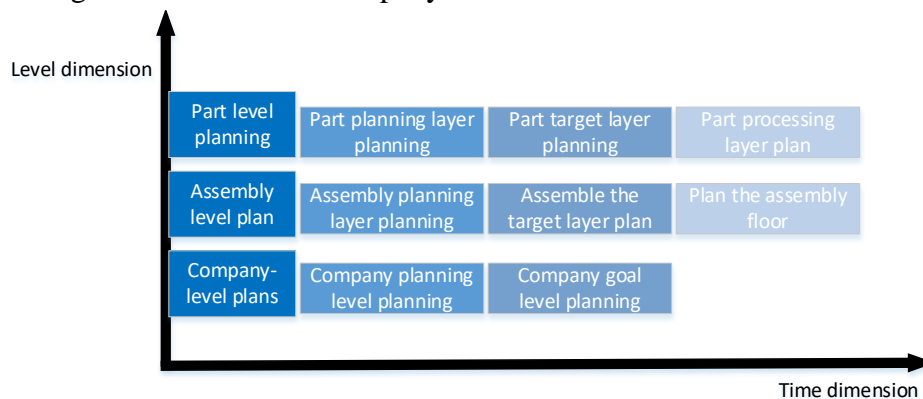 Level dimension
Part level
planning
Part planning layer
planning
Part target layer
planning
Part processing
layer plan
Assembly
level plan
Assembly planning
layer planning
Assemble the
target layer plan
Plan the assembly
floor
Company-
level plans
Company planning
level planning
Company goal
level planning
Time dimension